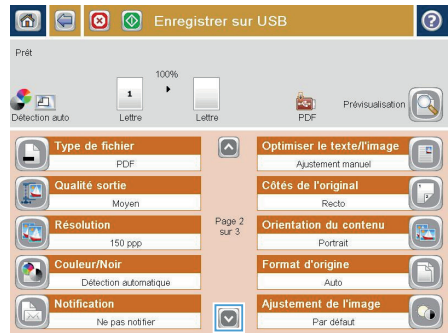 Enregistrer sur USB
Prêt
100%
1
Détection auto
Lettre
Lettre
PDF
Prévisualisation
Type de fichier
PDF
Qualité sortie
Moyen
Résolution
150 ppp
Couleur/Noir
Détection automatique
Notification
Ne pas notifier
Page 2
sur 3
Optimiser le texte/l'image
Ajustement manuel
Côtés de l'original
Recto
Orientation du contenu
Portrait
Format d'origine
Auto
Ajustement de l'image
Par défaut